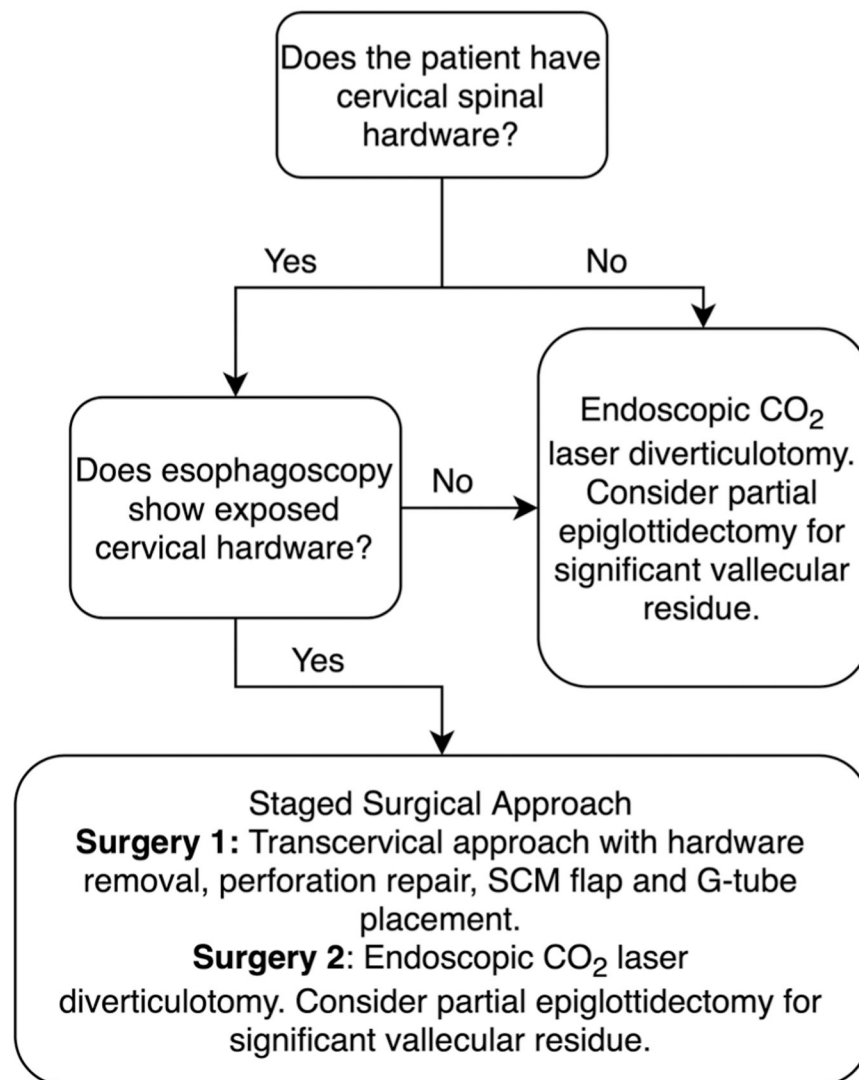 Does the patient have
cervical spinal
hardware?
Yes
No
Does esophagoscopy
show exposed
cervical hardware?
No
Endoscopic CO₂
laser diverticulotomy.
Consider partial
epiglottidectomy for
significant vallecular
residue.
Yes
Staged Surgical Approach
Surgery 1: Transcervical approach with hardware
removal, perforation repair, SCM flap and G-tube
placement.
Surgery 2: Endoscopic CO₂ laser
diverticulotomy. Consider partial epiglottidectomy for
significant vallecular residue.